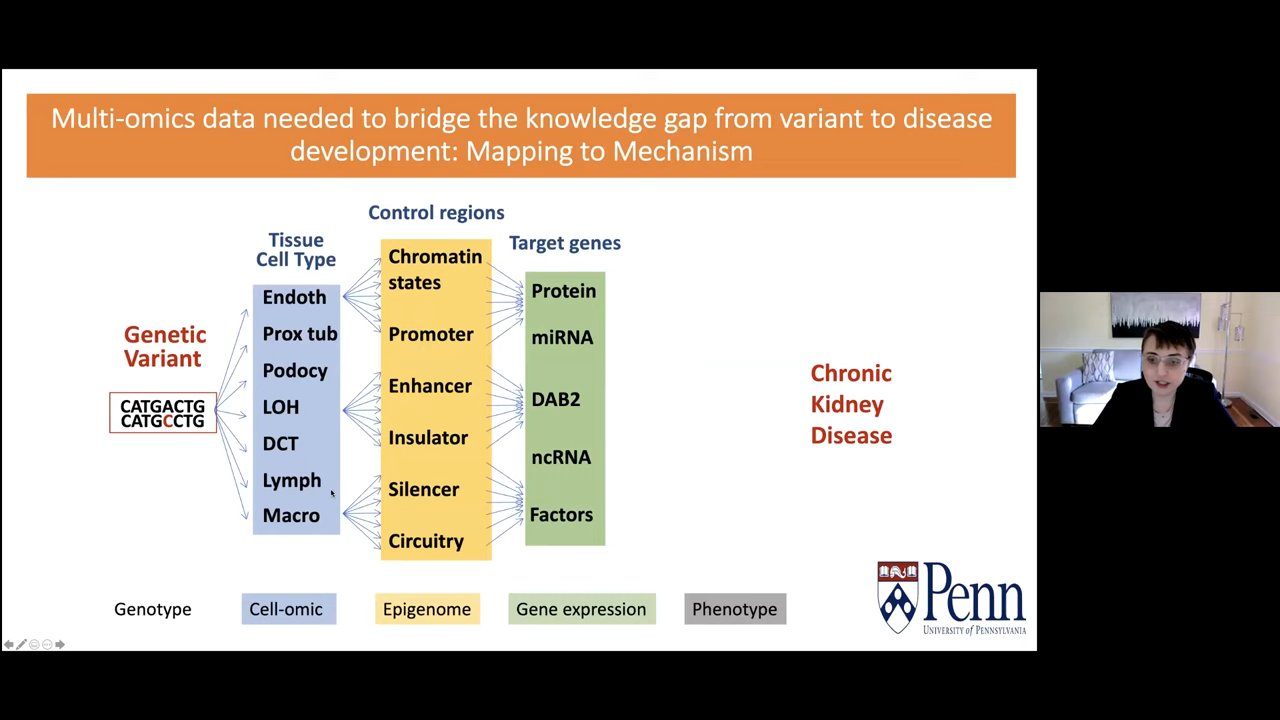 Multi-omics data needed to bridge the knowledge gap from variant to disease
development: Mapping to Mechanism
Control regions
Tissue
Cell Type
Target genes
Genetic
Variant
CATGACTG
CATGCCTG
Endoth
Prox tub
Podocy
LOH
DCT
Lymph
Macro
Chromatin
states
Promoter
Enhancer
Insulator
Silencer
Circuitry
Protein
miRNA
DAB2
ncRNA
Factors
Chronic
Kidney
Disease
Genotype
Cell-omic
Epigenome
Gene expression
Phenotype
Penn
UNIVERSITY of PENNSYLVANIA